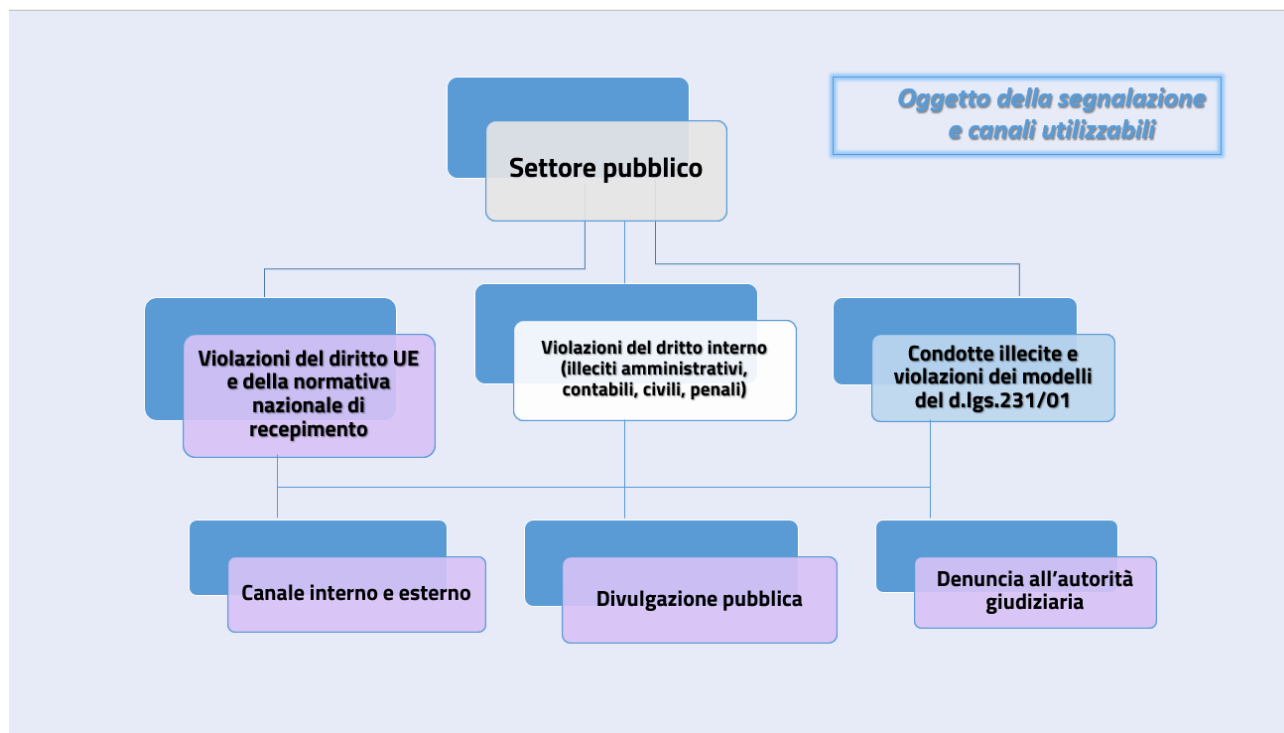 Oggetto della segnalazione
e canali utilizzabili
Settore pubblico
Violazioni del diritto UE
e della normativa
nazionale di
recepimento
Violazioni del dritto interno
(illeciti amministrativi,
contabili, civili, penali)
Condotte illecite e
violazioni dei modelli
del d.lgs.231/01
Canale interno e esterno
Divulgazione pubblica
Denuncia all’autorità
giudiziaria